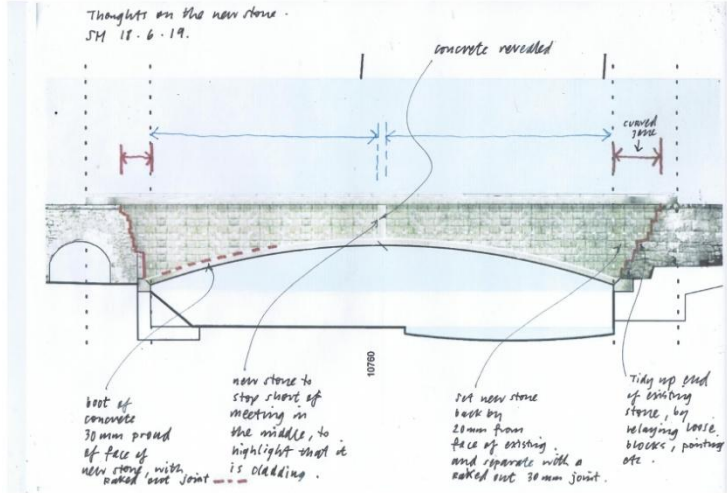 Thoughts on the new stone.
SH 18.6.19.
concrete revealed
curved
zone
10760
boot of
concrete
30mm proud
of face of
new stone, with
raked out joint
new stone to
stop short of
meeting in
the middle, to
highlight that it
is cladding.
set new stone
back by
20mm from
face of existing
and separate with a
raked out 30mm joint.
Tidy up end
of existing
stone, by
relaying loose
blocks, pointing
etc.